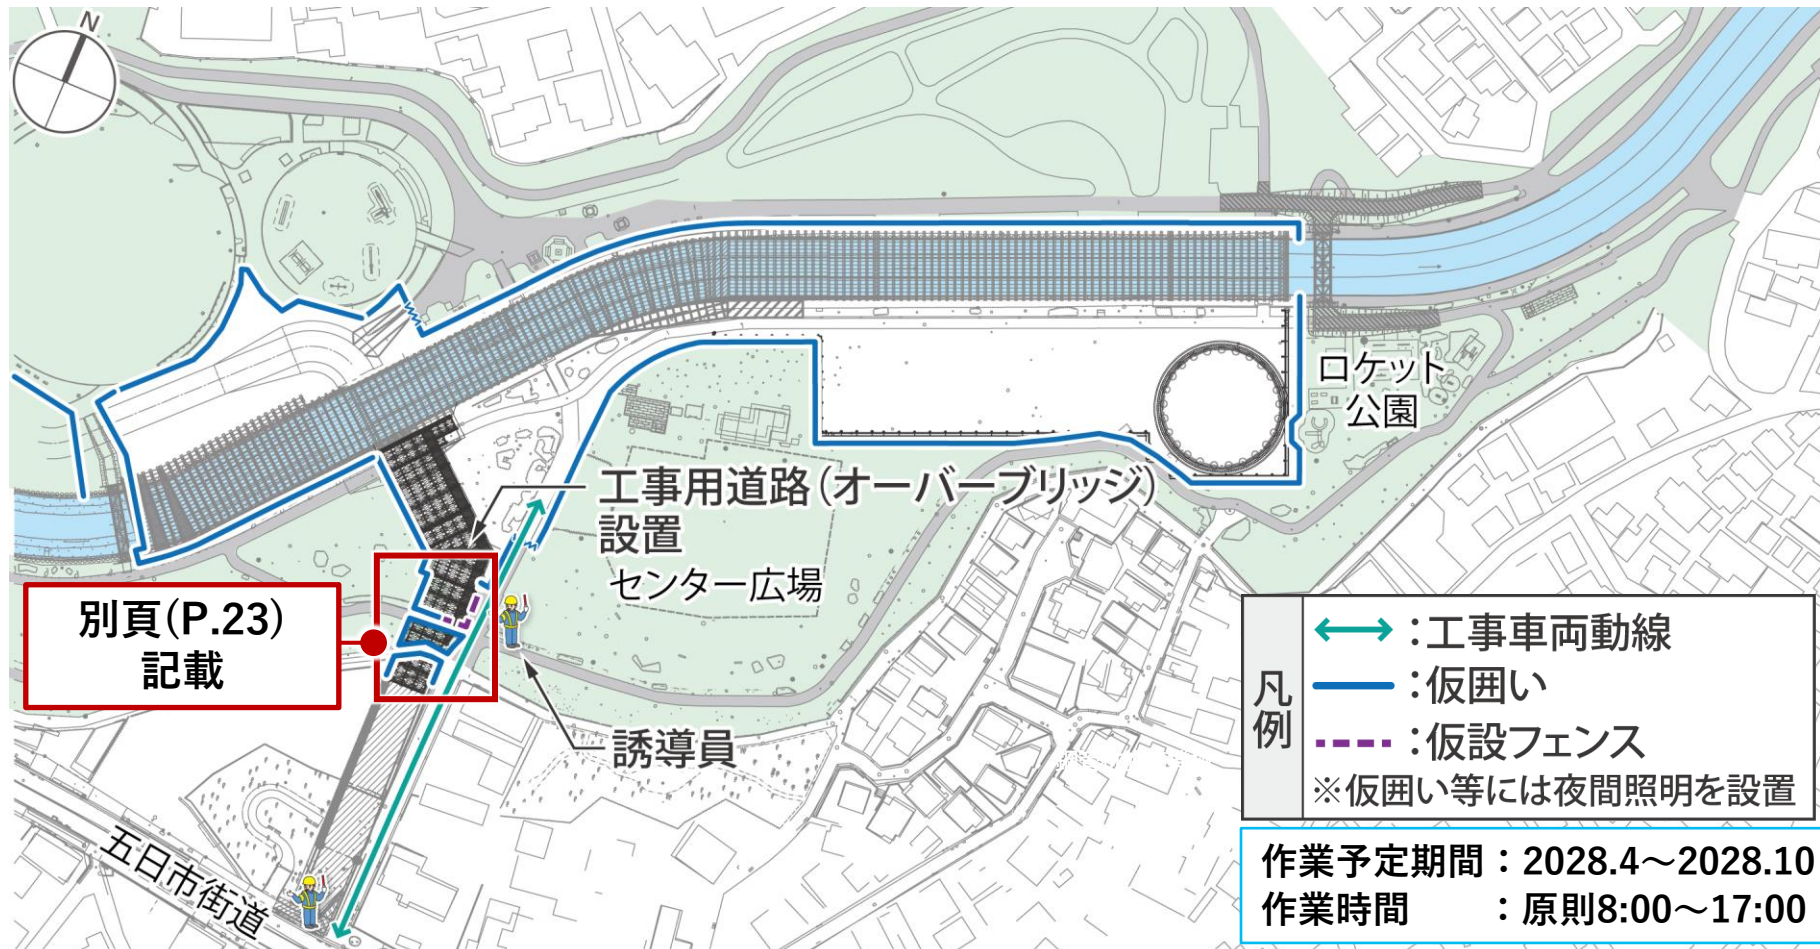 N
ロケット
公園
工事用道路(オーバーブリッジ)
設置
センター広場
別頁(P.23)
記載
誘導員
五日市街道
凡例
:工事車両動線
:仮囲い
:仮設フェンス
※仮囲い等には夜間照明を設置
作業予定期間:2028.4~2028.10
作業時間 :原則8:00~17:00